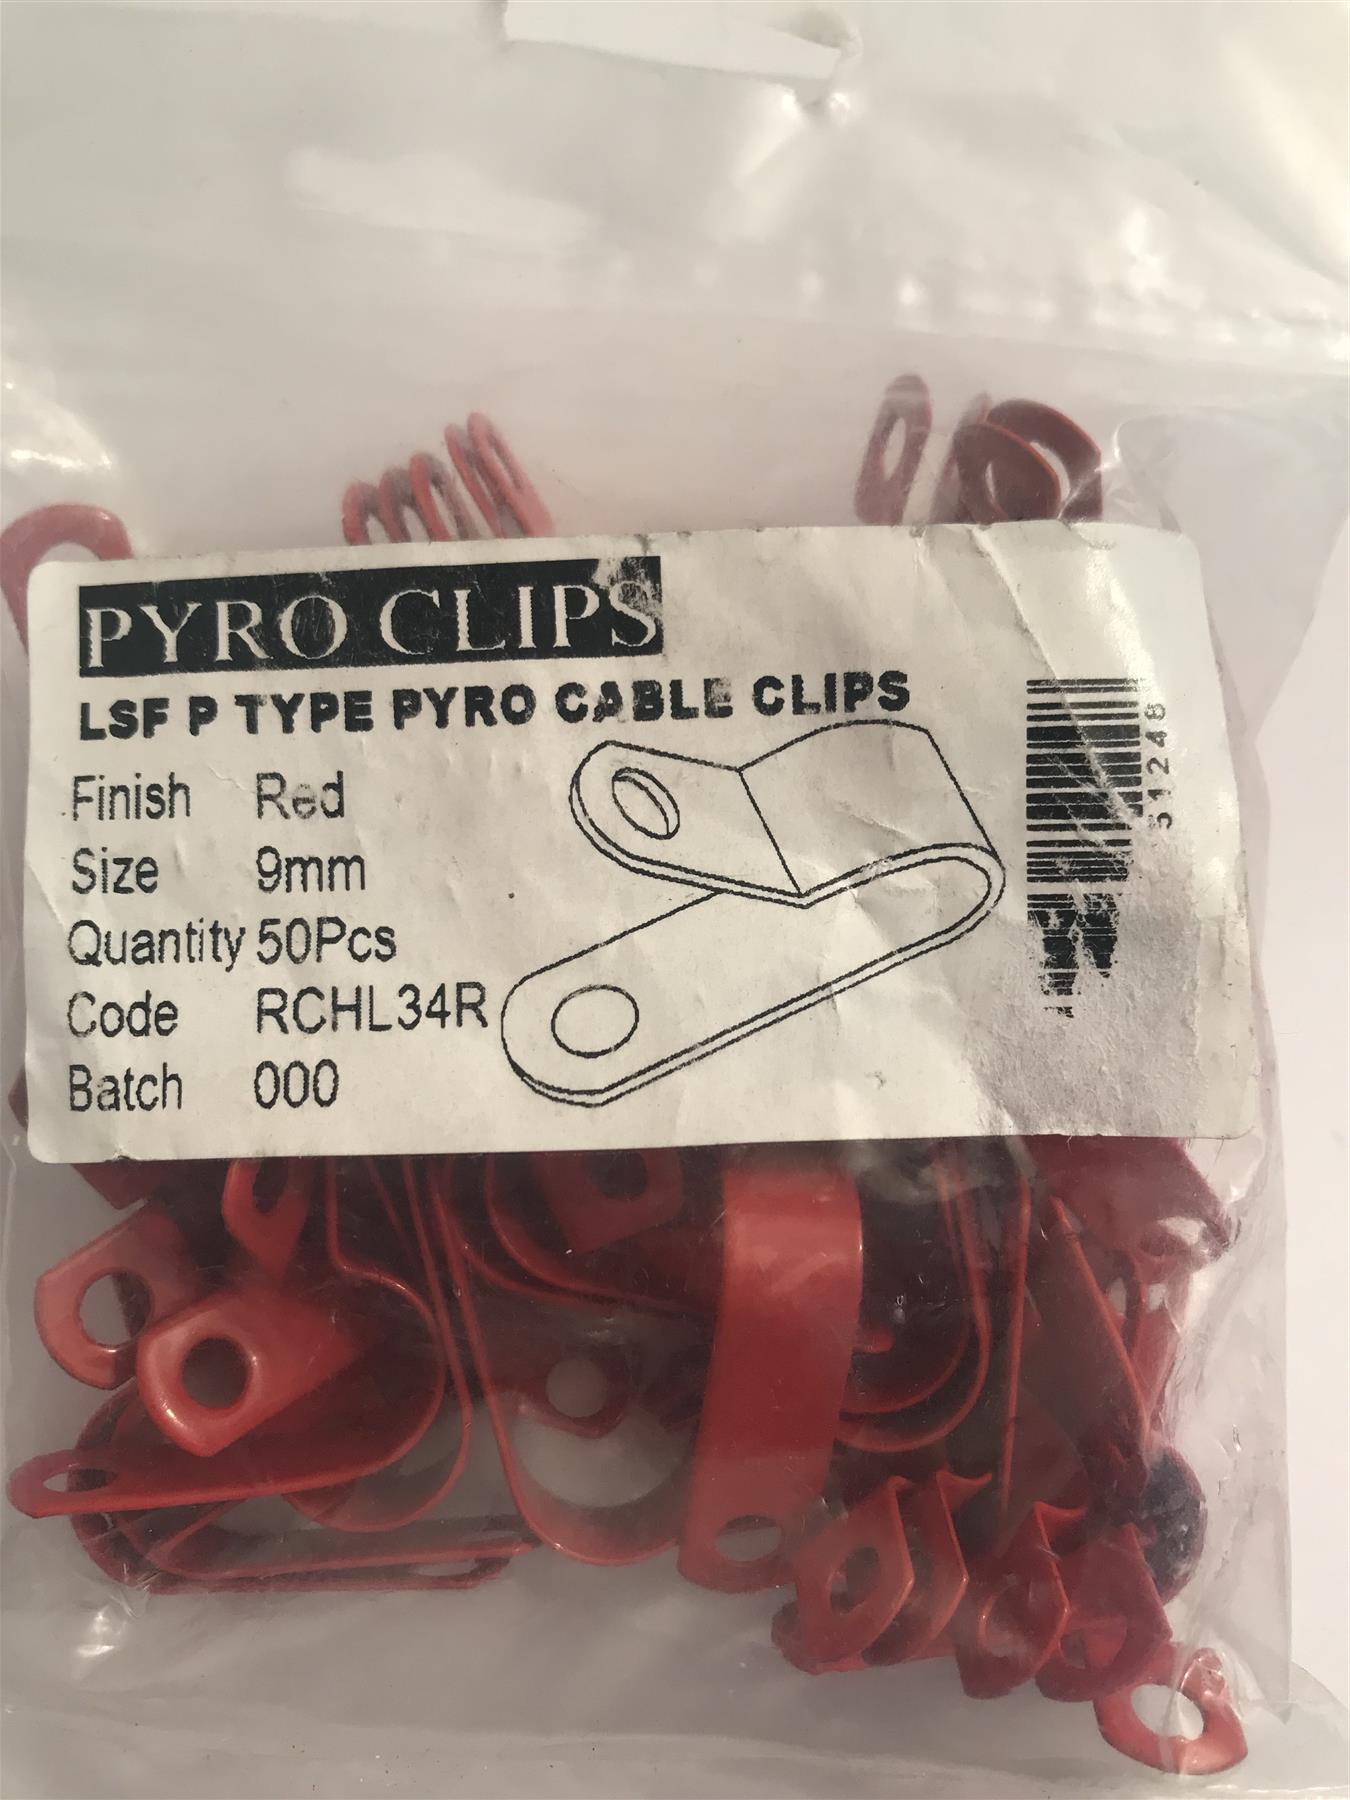 PYRO CLIPS
LSF P TYPE PYRO CABLE CLIPS
Finish Red
Size 9mm
Quantity 50Pcs
Code RCHL34R
Batch 000